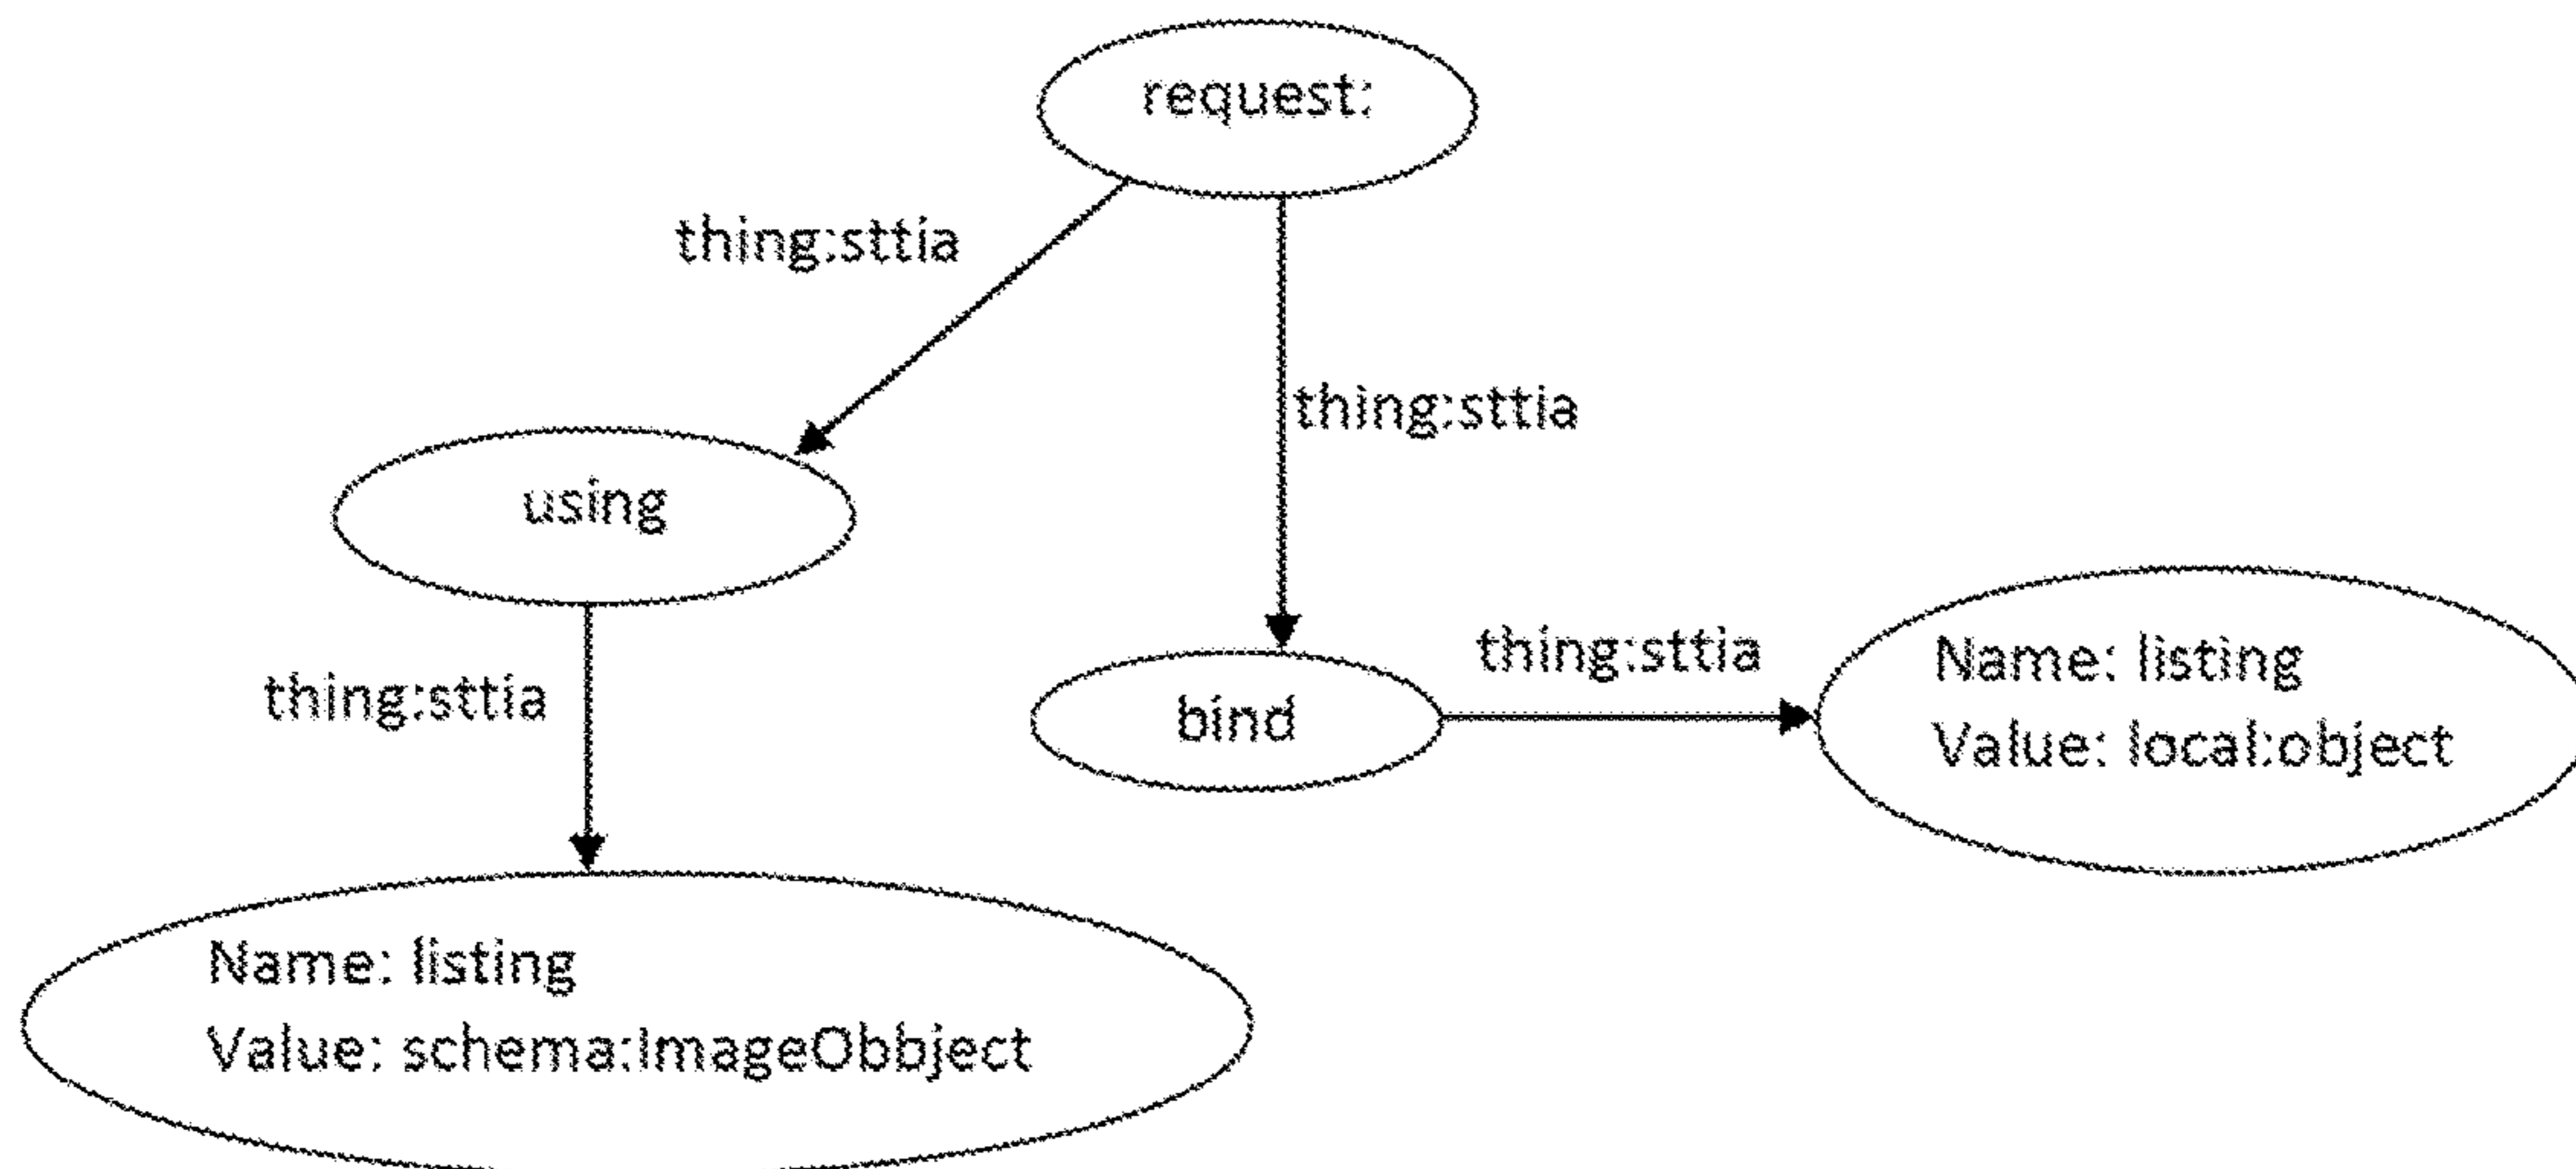 request:
thing:sttia
thing:sttia
using
thing:sttia
Name: listing
Value: local:object
bind
thing:sttia
Name: listing
Value: schema:ImageObbject